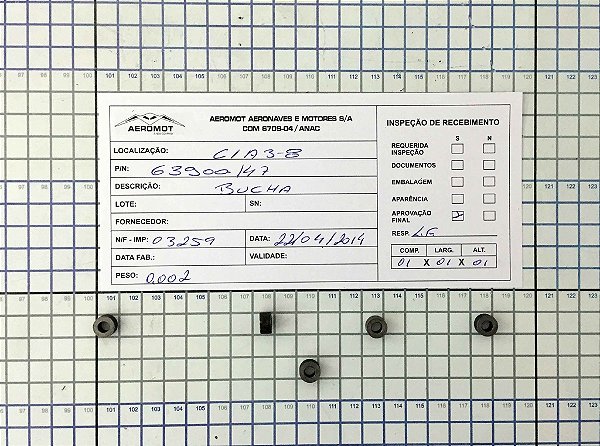 AEROMOT
AEROMOT AERONAVES E MOTORES S/A
COM 6709-04 / ANAC
LOCALIZAÇÃO: C1A3-8
P/N: 63900/47
DESCRIÇÃO: BUCHA
LOTE: SN:
FORNECEDOR:
N/F - IMP: 03259 DATA: 22/04/2014
DATA FAB.: VALIDADE:
PESO: 0.002
INSPEÇÃO DE RECEBIMENTO
S N
REQUERIDA
INSPEÇÃO
DOCUMENTOS
EMBALAGEM
APARÊNCIA
APROVAÇÃO
FINAL
RESP.
COMP. LARG. ALT.
01 X 01 X 01